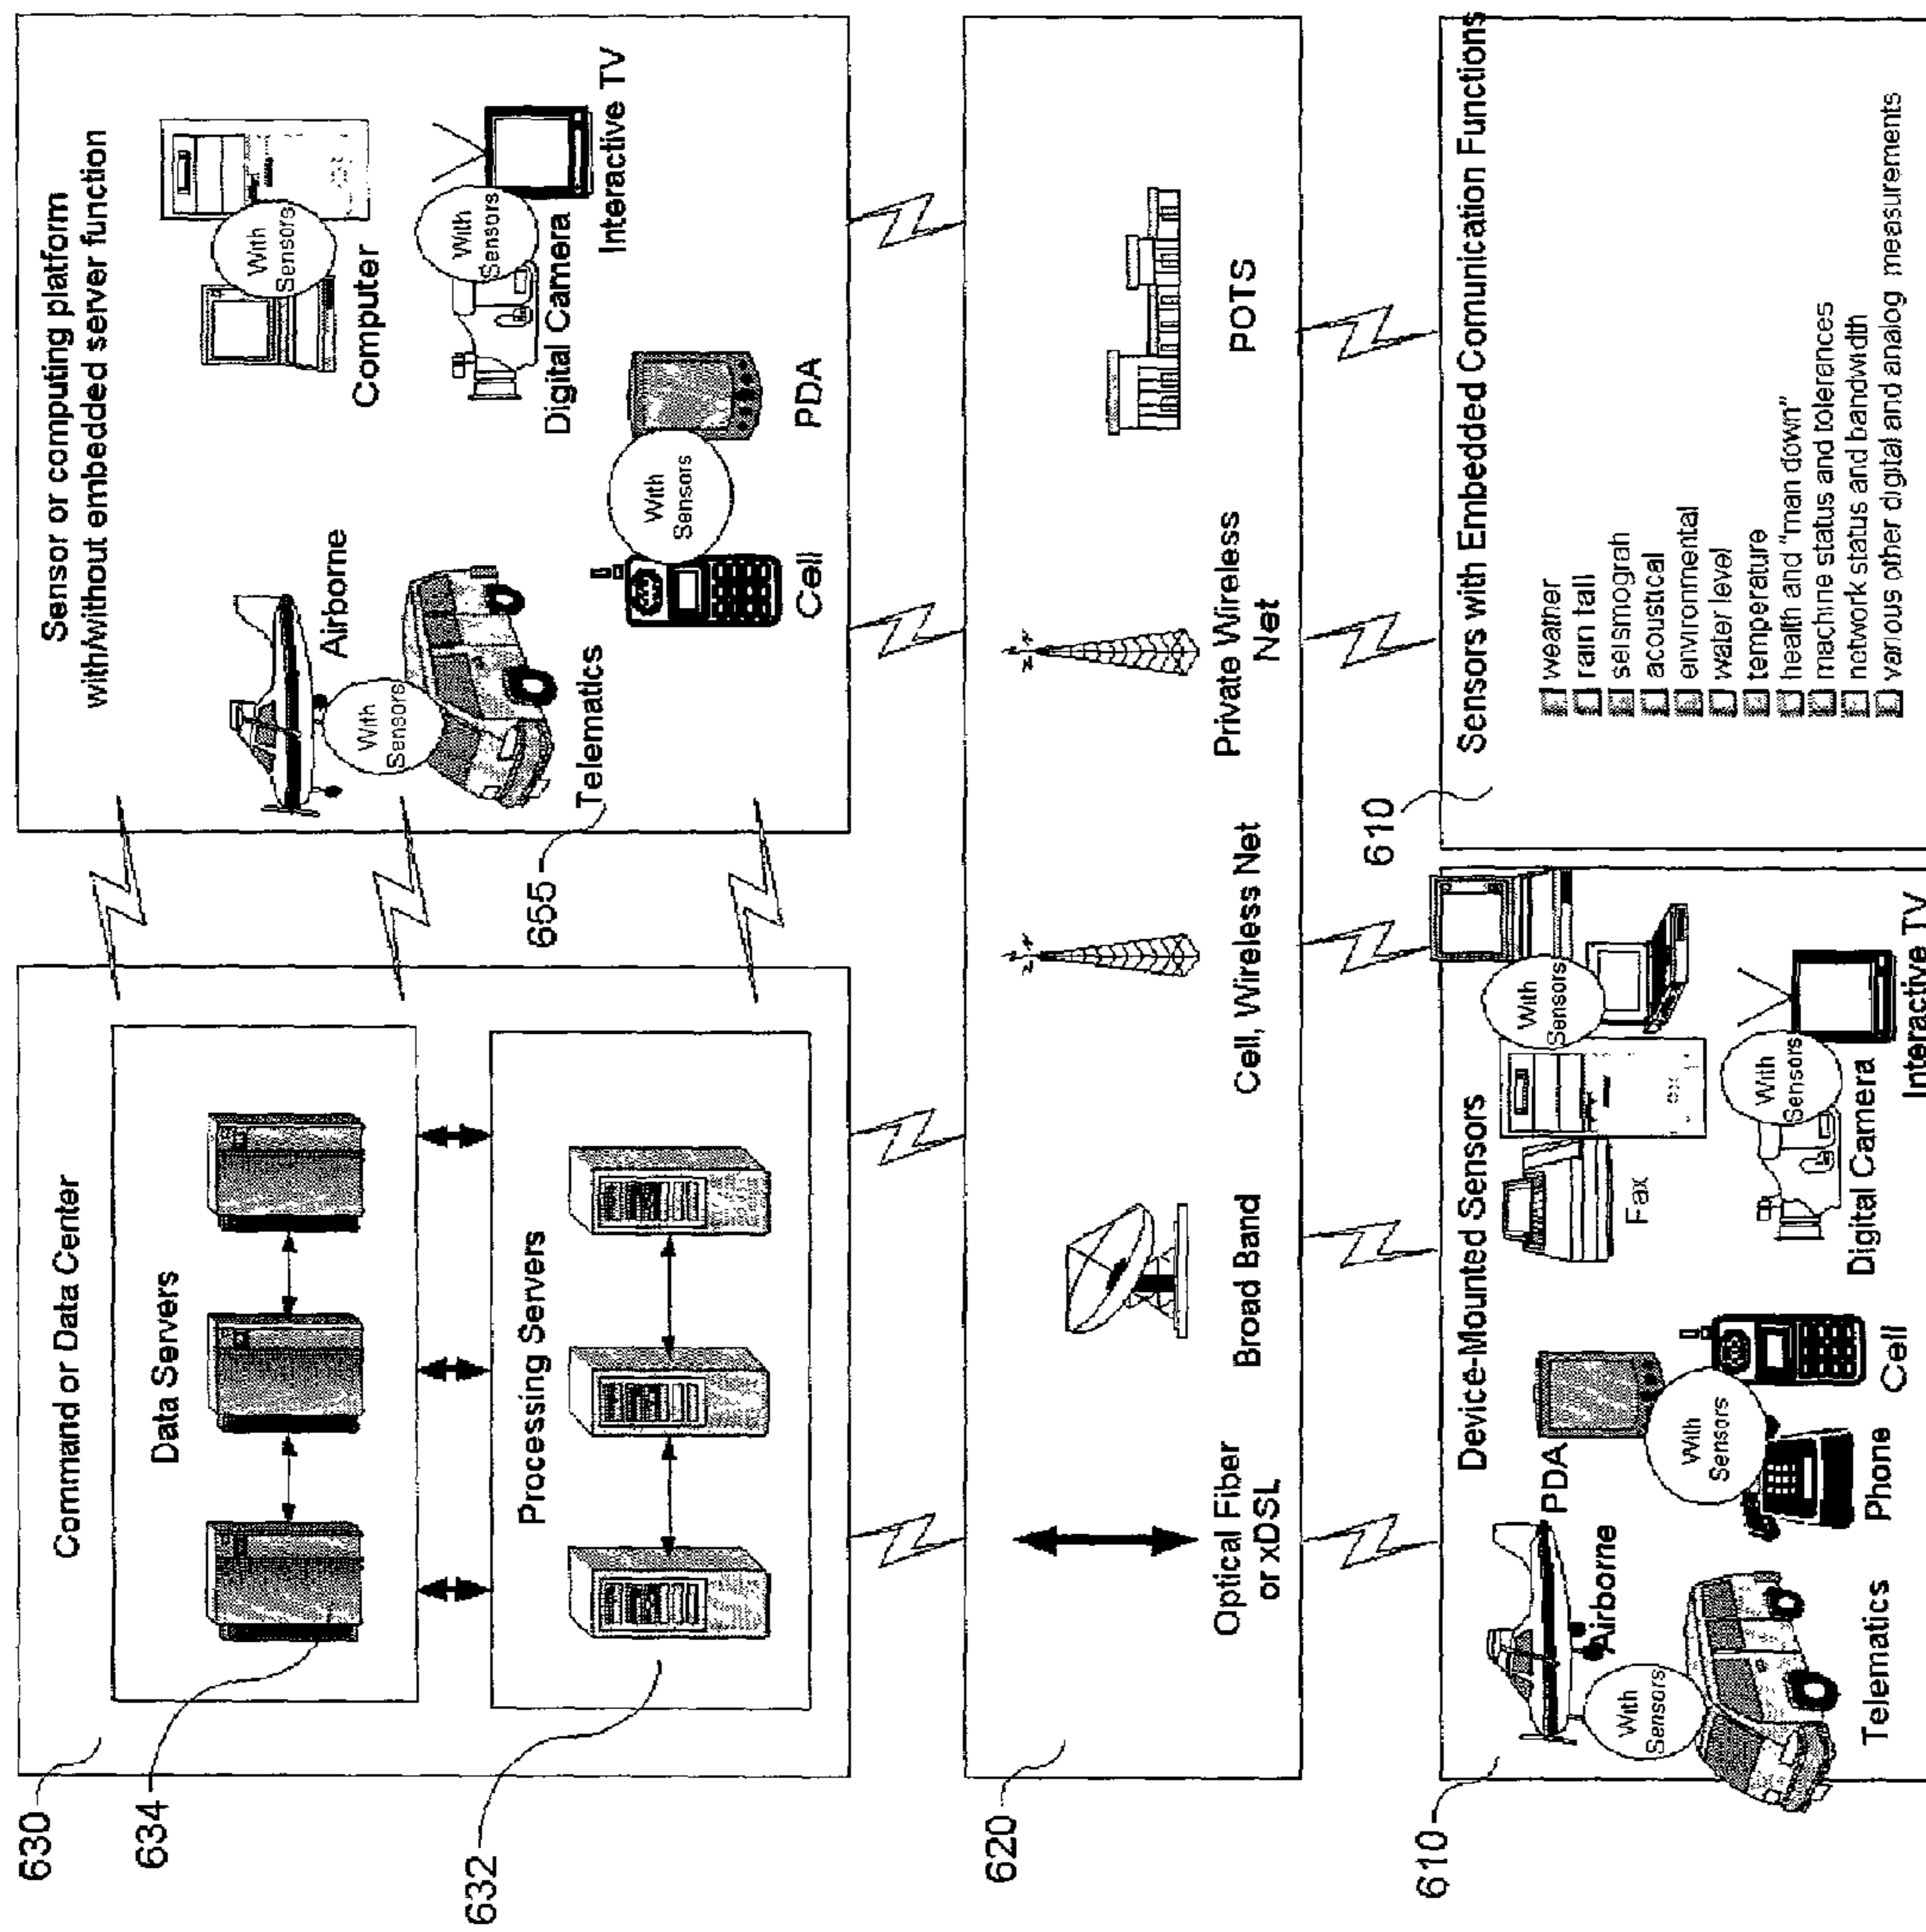 630
634
632
Command or Data Center
Data Servers
Processing Servers
Sensor or computing platform
with/without embedded server function
Airborne
With
Sensors
Telematics
655
With
Sensors
Computer
With
Sensors
Digital Camera
Interactive TV
With
Sensors
Cell
PDA
620
Optical Fiber
or xDSL
Broad Band
Cell, Wireless Net
Private Wireless
Net
POTS
610
Device-Mounted Sensors
Airborne
With
Sensors
Telematics
PDA
With
Sensors
Phone
Cell
Fax
With
Sensors
With
Sensors
Digital Camera
Interactive TV
610
Sensors with Embedded Comunication Functions
weather
rain tall
seismograh
acoustical
environmental
water level
temperature
health and "man down"
machine status and tolerances
network status and bandwidth
various other digital and analog measurements